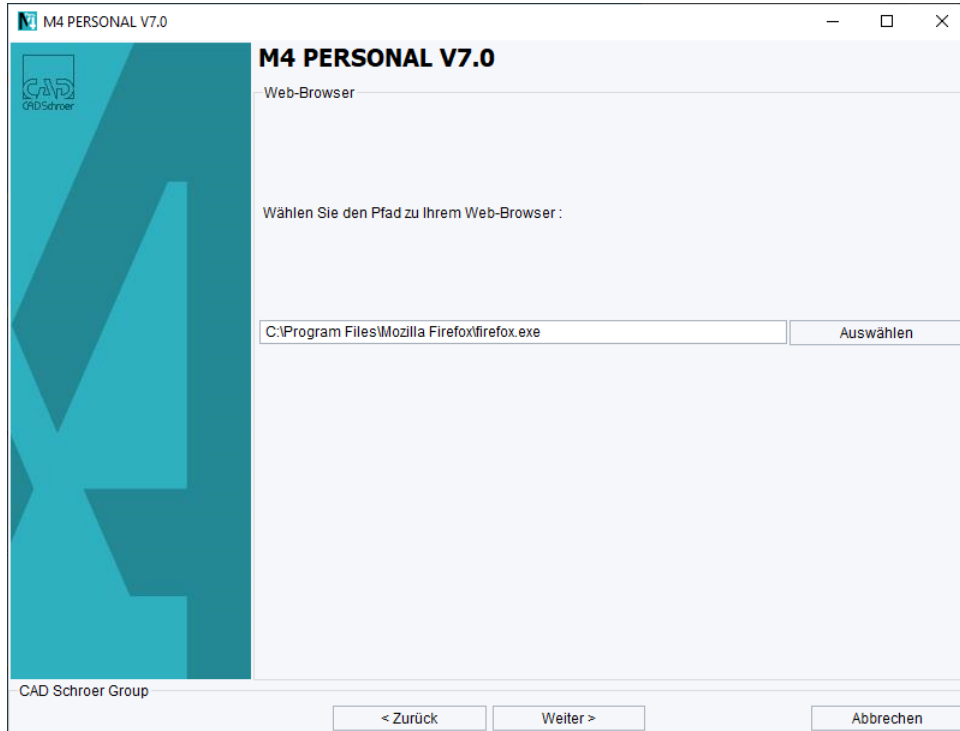 M4 PERSONAL V7.0
CAD
CADSchroer
M4 PERSONAL V7.0
Web-Browser
Wählen Sie den Pfad zu Ihrem Web-Browser :
C:\Program Files\Mozilla Firefox\firefox.exe
Auswählen
CAD Schroer Group
< Zurück
Weiter >
Abbrechen